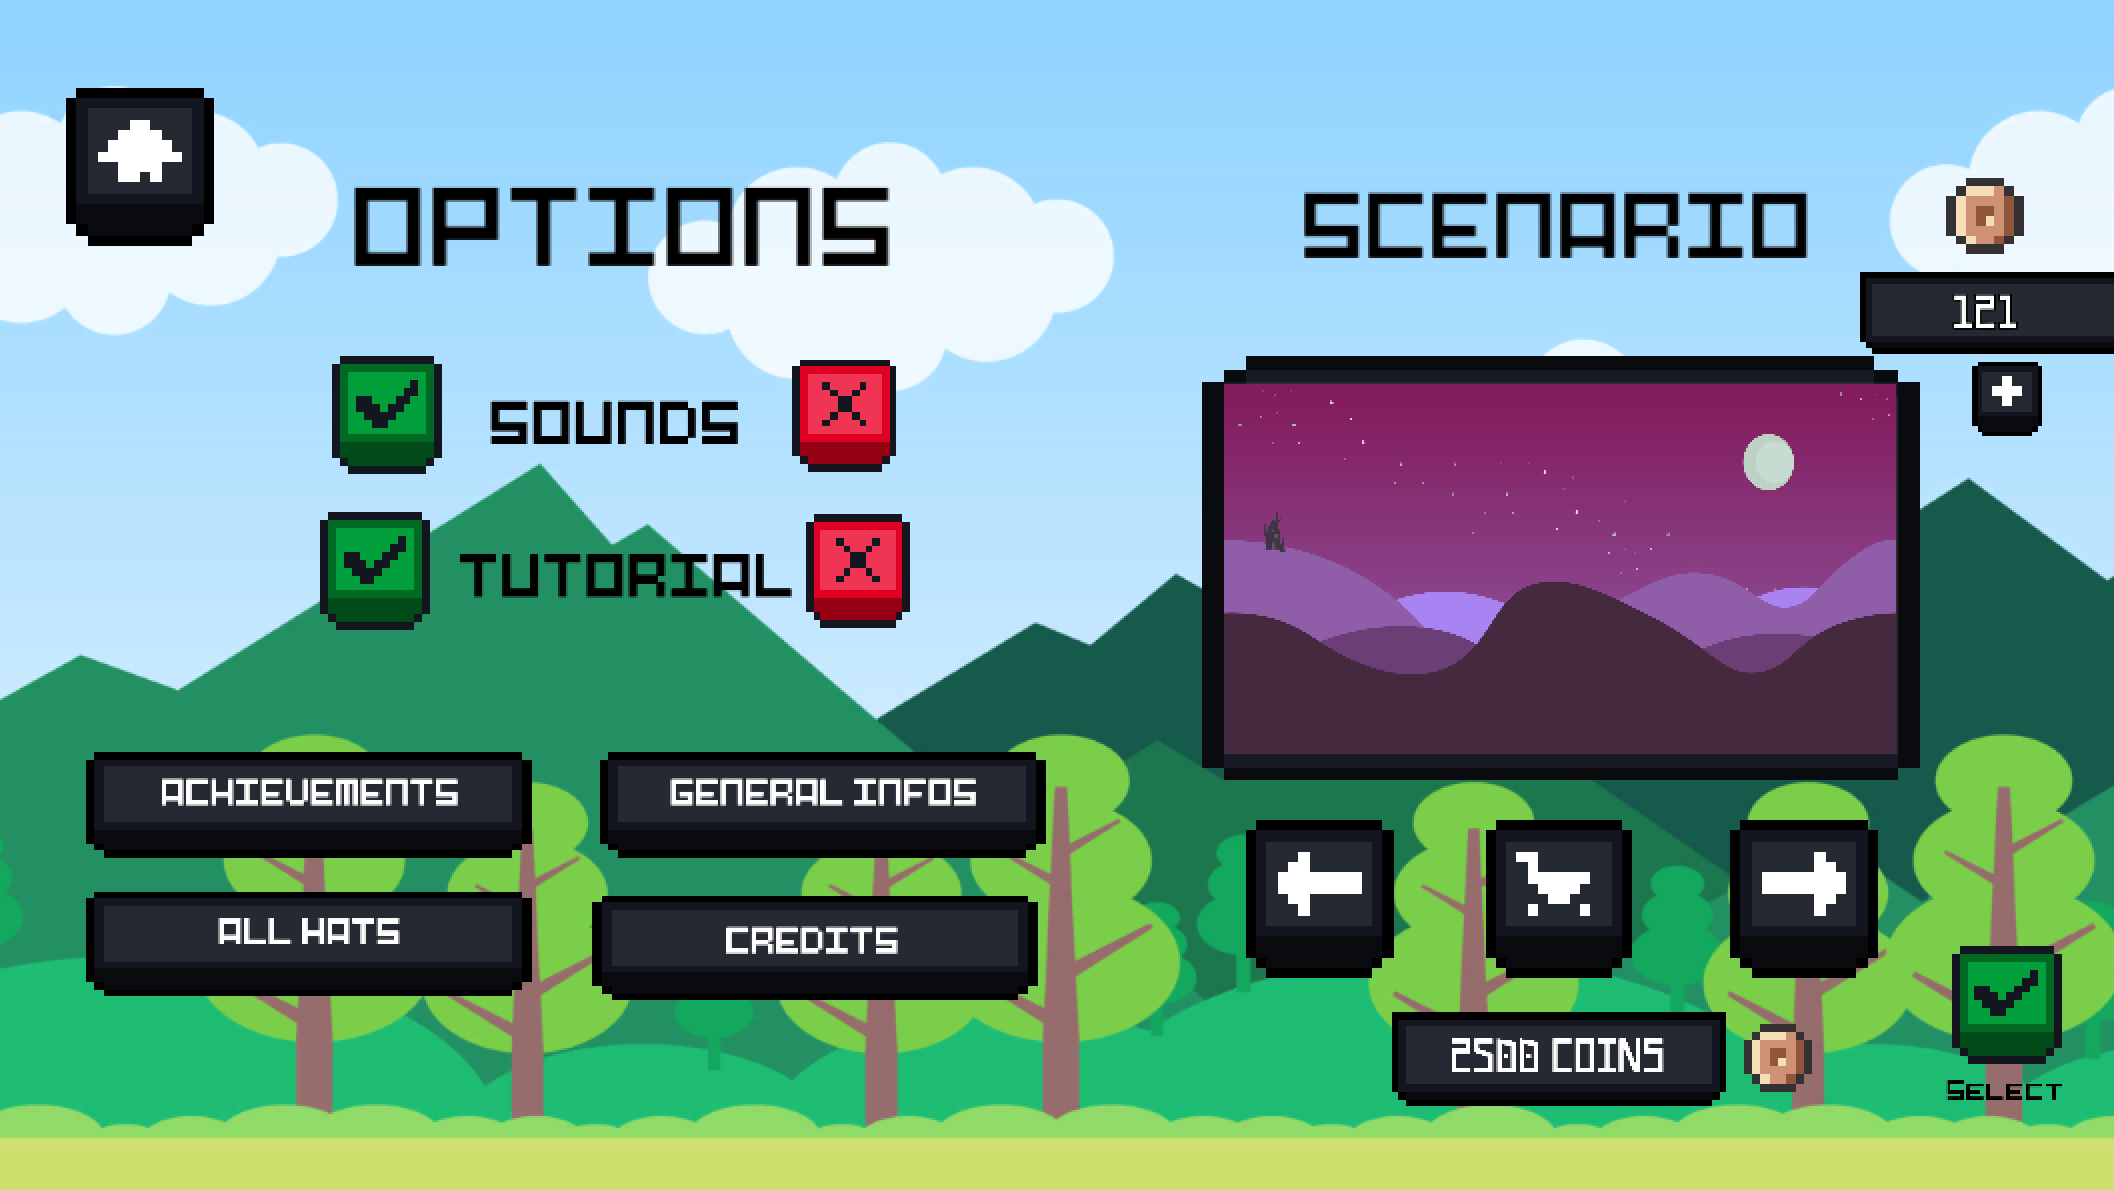 OPTIONS
SCENARIO
121
SOUNDS
TUTORIAL
ACHIEVEMENTS
GENERAL INFOS
ALL HATS
CREDITS
2500 COINS
SELECT